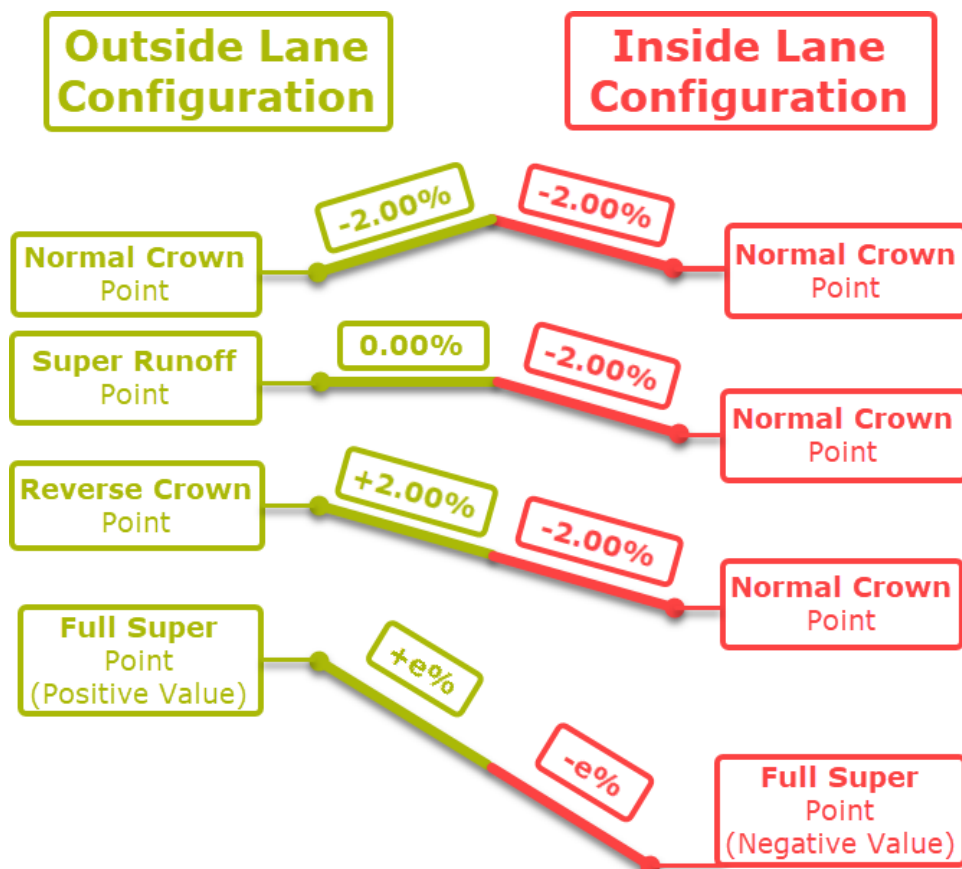 Outside Lane
Configuration
Inside Lane
Configuration
-2.00%
-2.00%
Normal Crown
Point
Normal Crown
Point
0.00%
-2.00%
Super Runoff
Point
Normal Crown
Point
+2.00%
-2.00%
Reverse Crown
Point
Normal Crown
Point
+e%
-e%
Full Super
Point
(Positive Value)
Full Super
Point
(Negative Value)